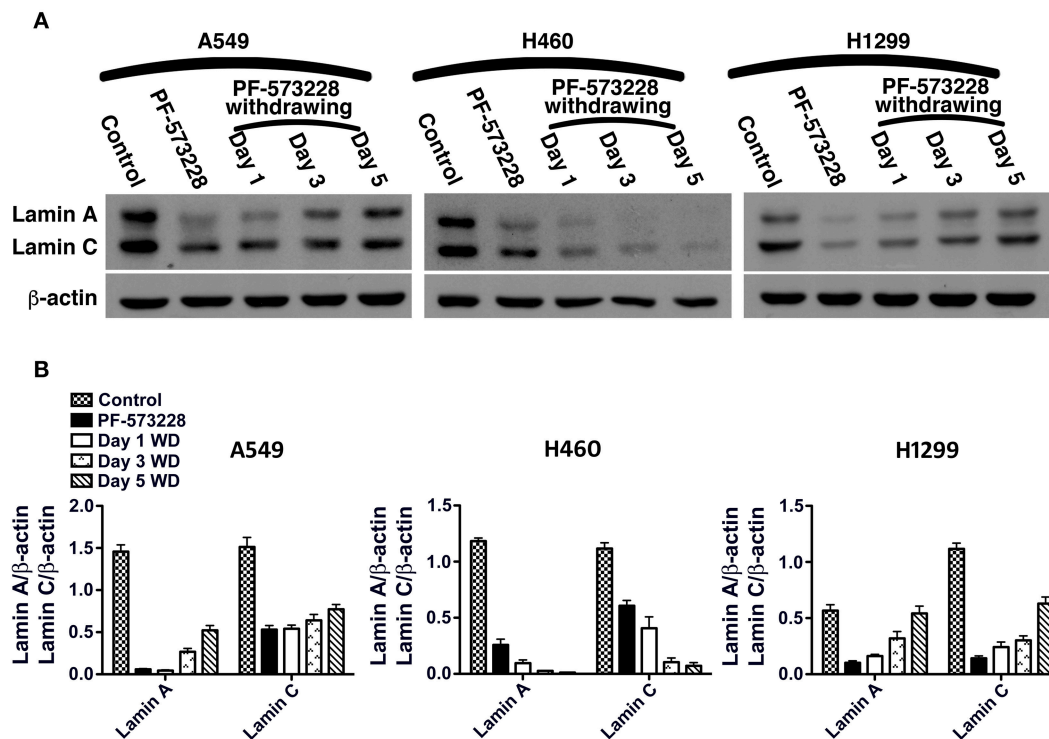 A
A549
H460
H1299
PF-573228
withdrawing
PF-573228
withdrawing
PF-573228
withdrawing
Control
PF-573228
Day 1
Day 3
Day 5
Control
PF-573228
Day 1
Day 3
Day 5
Control
PF-573228
Day 1
Day 3
Day 5
Lamin A
Lamin C
β-actin
B
Control
PF-573228
Day 1 WD
Day 3 WD
Day 5 WD
A549
Lamin A/β-actin
Lamin C/β-actin
2.0
1.5
1.0
0.5
0.0
Lamin A
Lamin C
H460
Lamin A/β-actin
Lamin C/β-actin
1.5
1.0
0.5
0.0
Lamin A
Lamin C
H1299
Lamin A/β-actin
Lamin C/β-actin
1.5
1.0
0.5
0.0
Lamin A
Lamin C